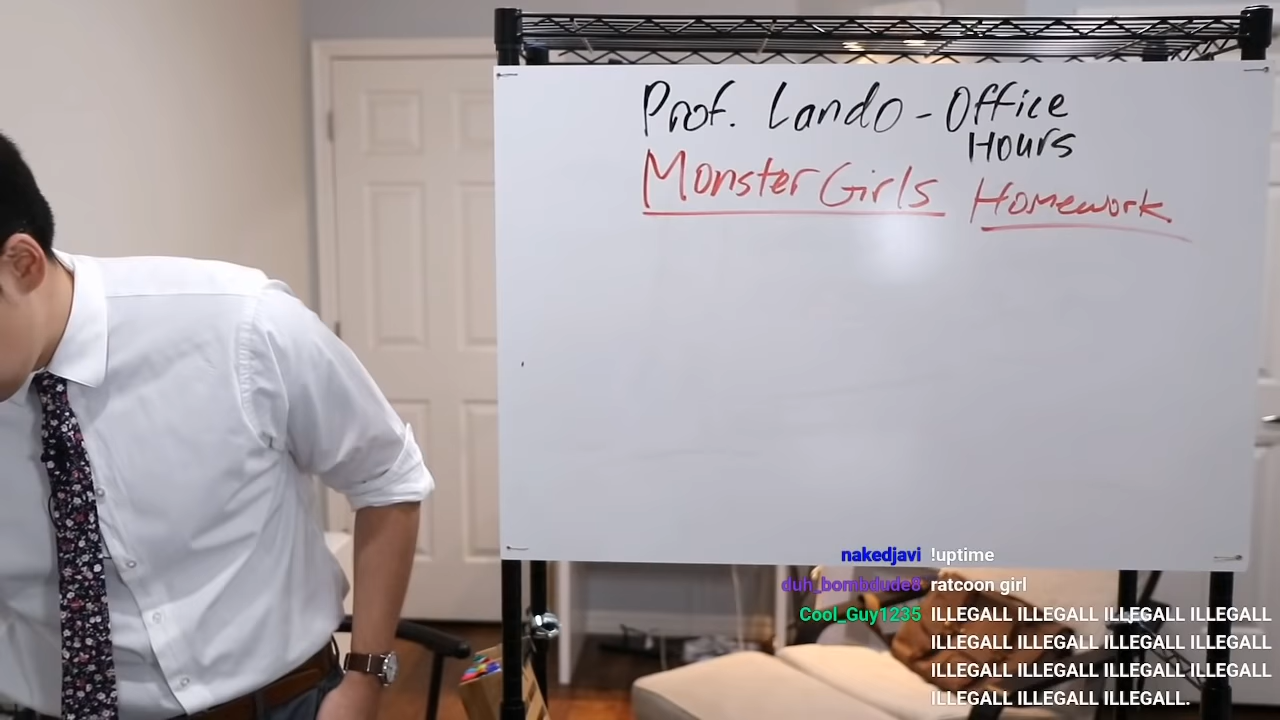 Prof. Lando - Office
Hours
Monster Girls Homework
nakedjavi !uptime
duh_bombdude8 ratcoon girl
Cool_Guy1235 ILLEGALL ILLEGALL ILLEGALL ILLEGALL
ILLEGALL ILLEGALL ILLEGALL ILLEGALL
ILLEGALL ILLEGALL ILLEGALL ILLEGALL
ILLEGALL ILLEGALL ILLEGALL.